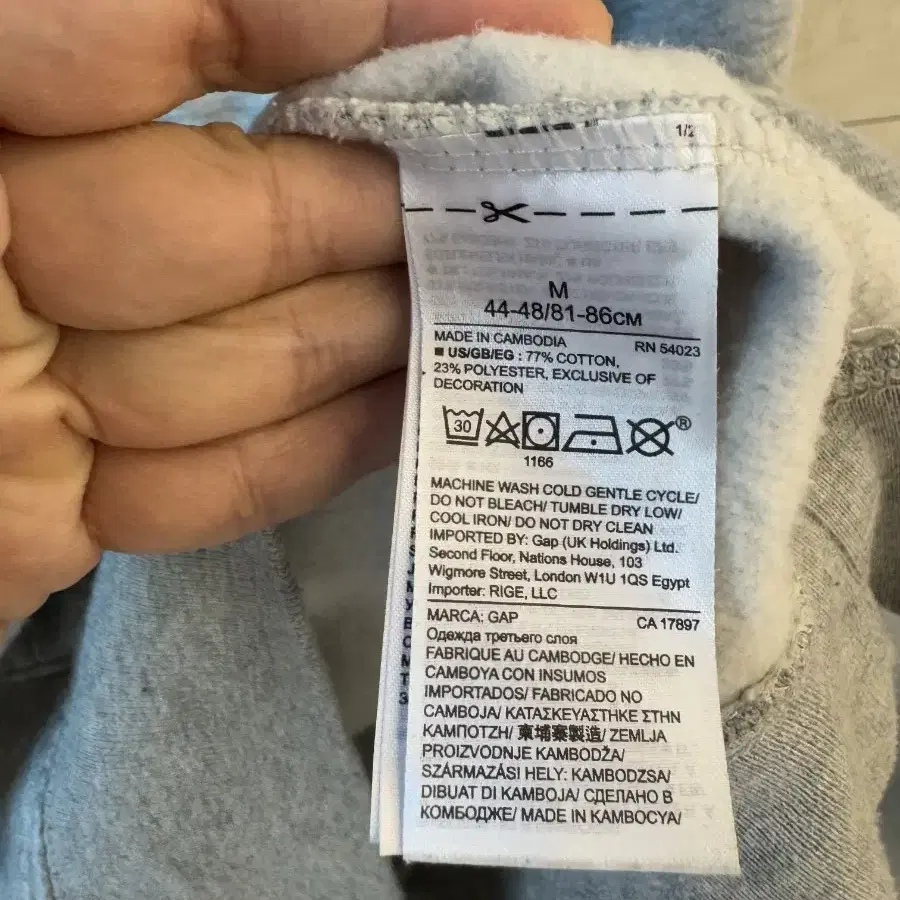 1/2
M
44-48/81-86CM
MADE IN CAMBODIA RN 54023
■ US/GB/EG : 77% COTTON,
23% POLYESTER, EXCLUSIVE OF
DECORATION
30
1166
MACHINE WASH COLD GENTLE CYCLE/
DO NOT BLEACH/ TUMBLE DRY LOW/
COOL IRON/ DO NOT DRY CLEAN
IMPORTED BY: Gap (UK Holdings) Ltd.
Second Floor, Nations House, 103
Wigmore Street, London W1U 1QS Egypt
Importer: RIGE, LLC
MARCA: GAP CA 17897
Одежда третьего слоя
FABRIQUE AU CAMBODGE/ HECHO EN
CAMBOYA CON INSUMOS
IMPORTADOS/ FABRICADO NO
CAMBOJA/ ΚΑΤΑΣΚΕΥΑΣΤΗΚΕ ΣΤΗΝ
ΚΑΜΠΟΤΖΗ/ 柬埔寨製造/ ZEMLJA
PROIZVODNJE KAMBODŽA/
SZÁRMAZÁSI HELY: KAMBODZSA/
DIBUAT DI KAMBOJA/ СДЕЛАНО В
КОМБОДЖЕ/ MADE IN KAMBOCYA/